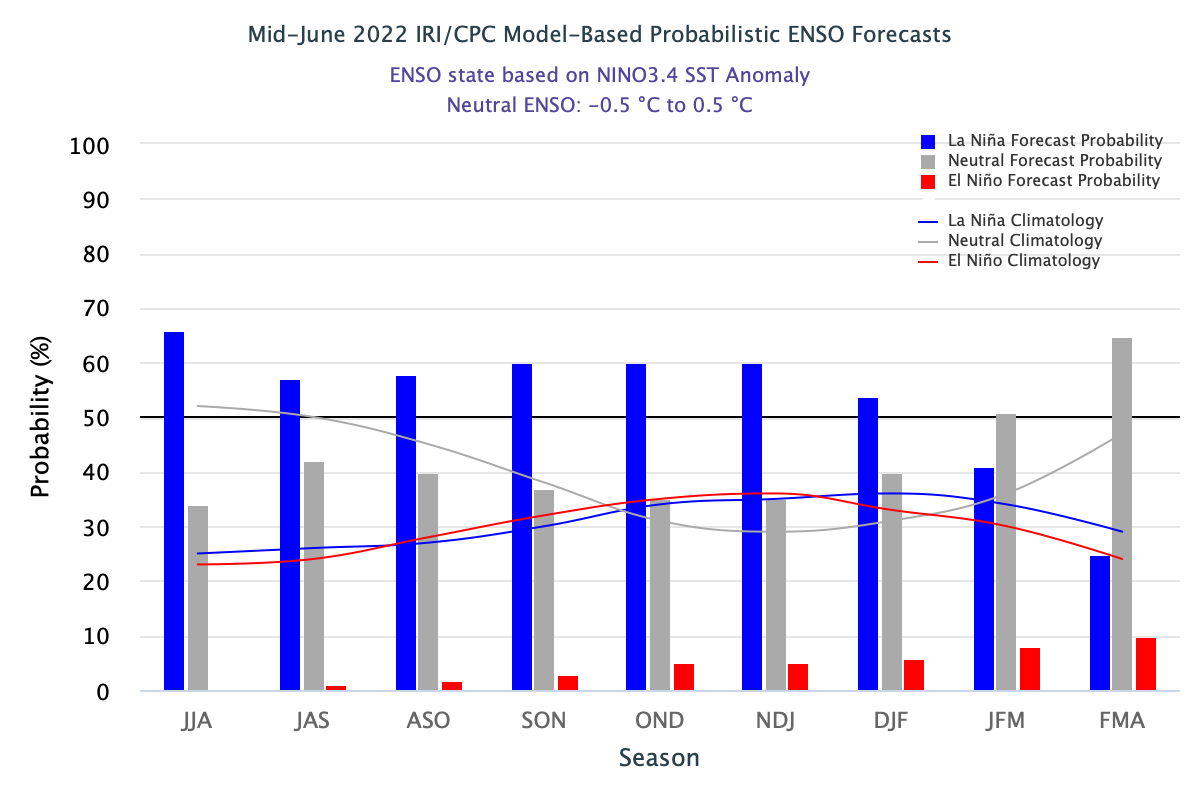 Mid-June 2022 IRI/CPC Model-Based Probabilistic ENSO Forecasts
ENSO state based on NINO3.4 SST Anomaly
Neutral ENSO: -0.5 °C to 0.5 °C
La Niña Forecast Probability
Neutral Forecast Probability
El Niño Forecast Probability
La Niña Climatology
Neutral Climatology
El Niño Climatology
Probability (%)
100
90
80
70
60
50
40
30
20
10
0
JJA JAS ASO SON OND NDJ DJF JFM FMA
Season